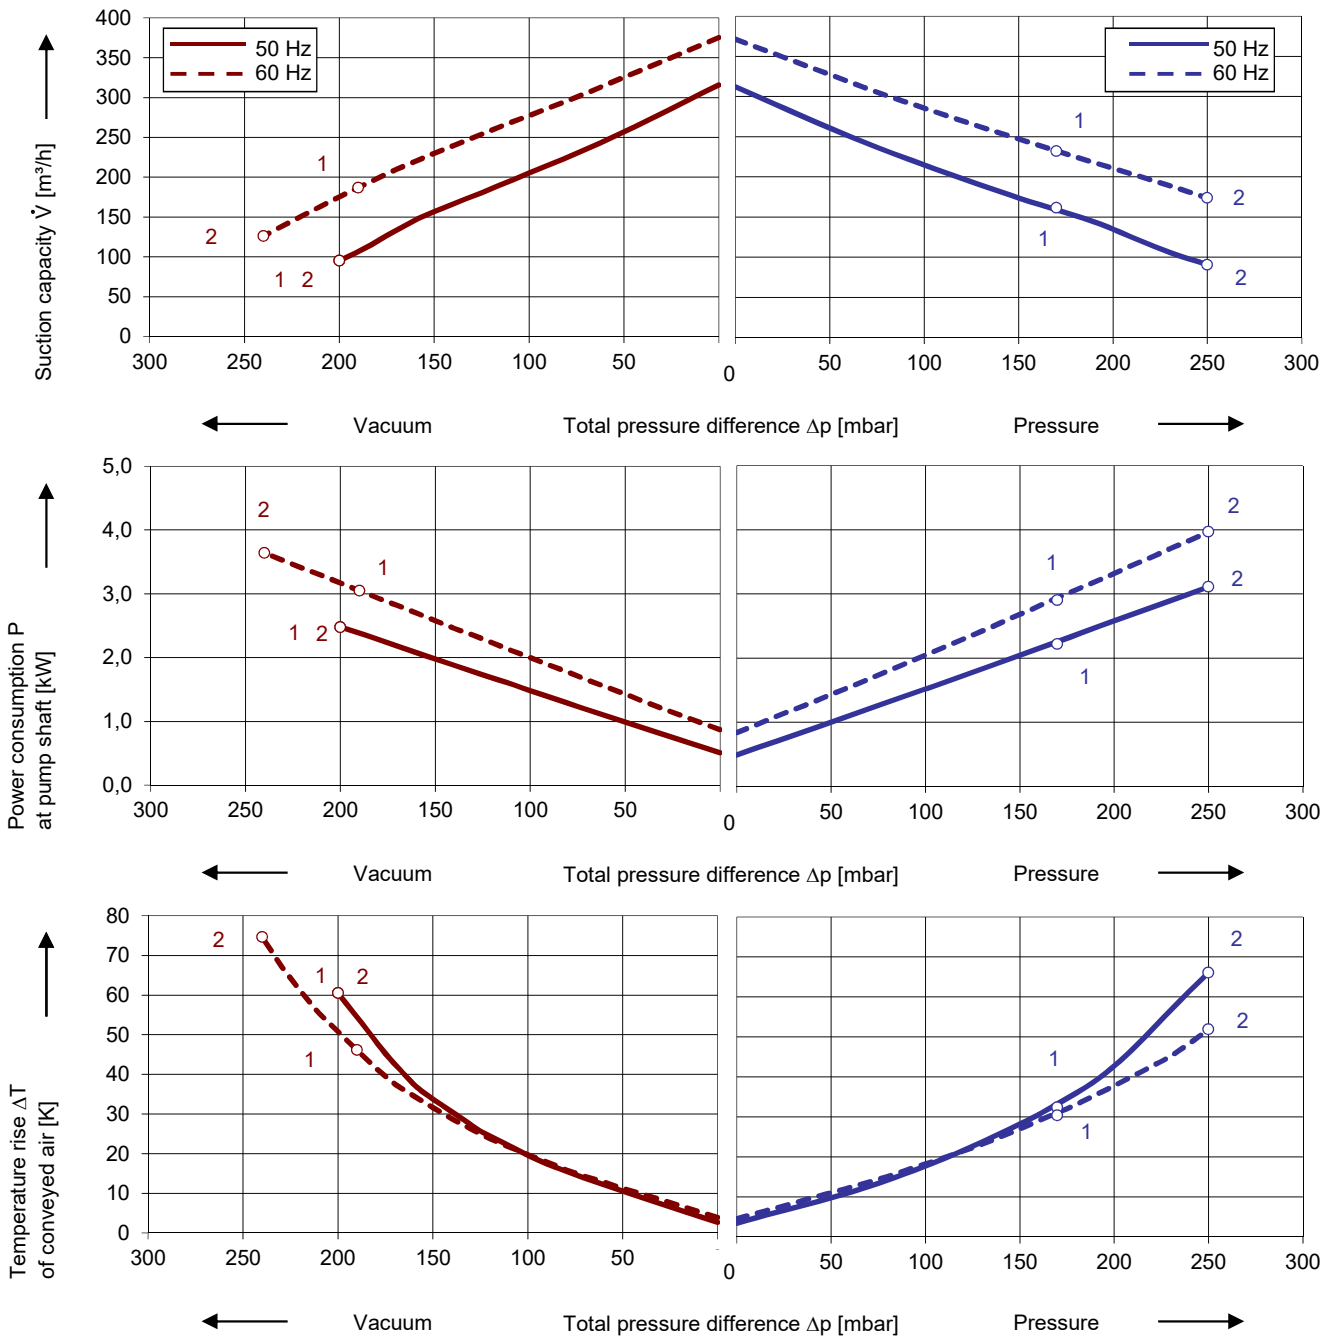 Suction capacity V̇ [m³/h]
400
350
300
250
200
150
100
50
0
50 Hz
60 Hz
1
2
1 2
300 250 200 150 100 50
50 Hz
60 Hz
1
2
1
2
0 50 100 150 200 250 300
Vacuum Total pressure difference Δp [mbar] Pressure
Power consumption P
at pump shaft [kW]
5,0
4,0
3,0
2,0
1,0
0,0
2
1
1 2
300 250 200 150 100 50
2
1
2
1
0 50 100 150 200 250 300
Vacuum Total pressure difference Δp [mbar] Pressure
Temperature rise ΔT
of conveyed air [K]
80
70
60
50
40
30
20
10
0
2
1 2
1
300 250 200 150 100 50
2
2
1
1
0 50 100 150 200 250 300
Vacuum Total pressure difference Δp [mbar] Pressure